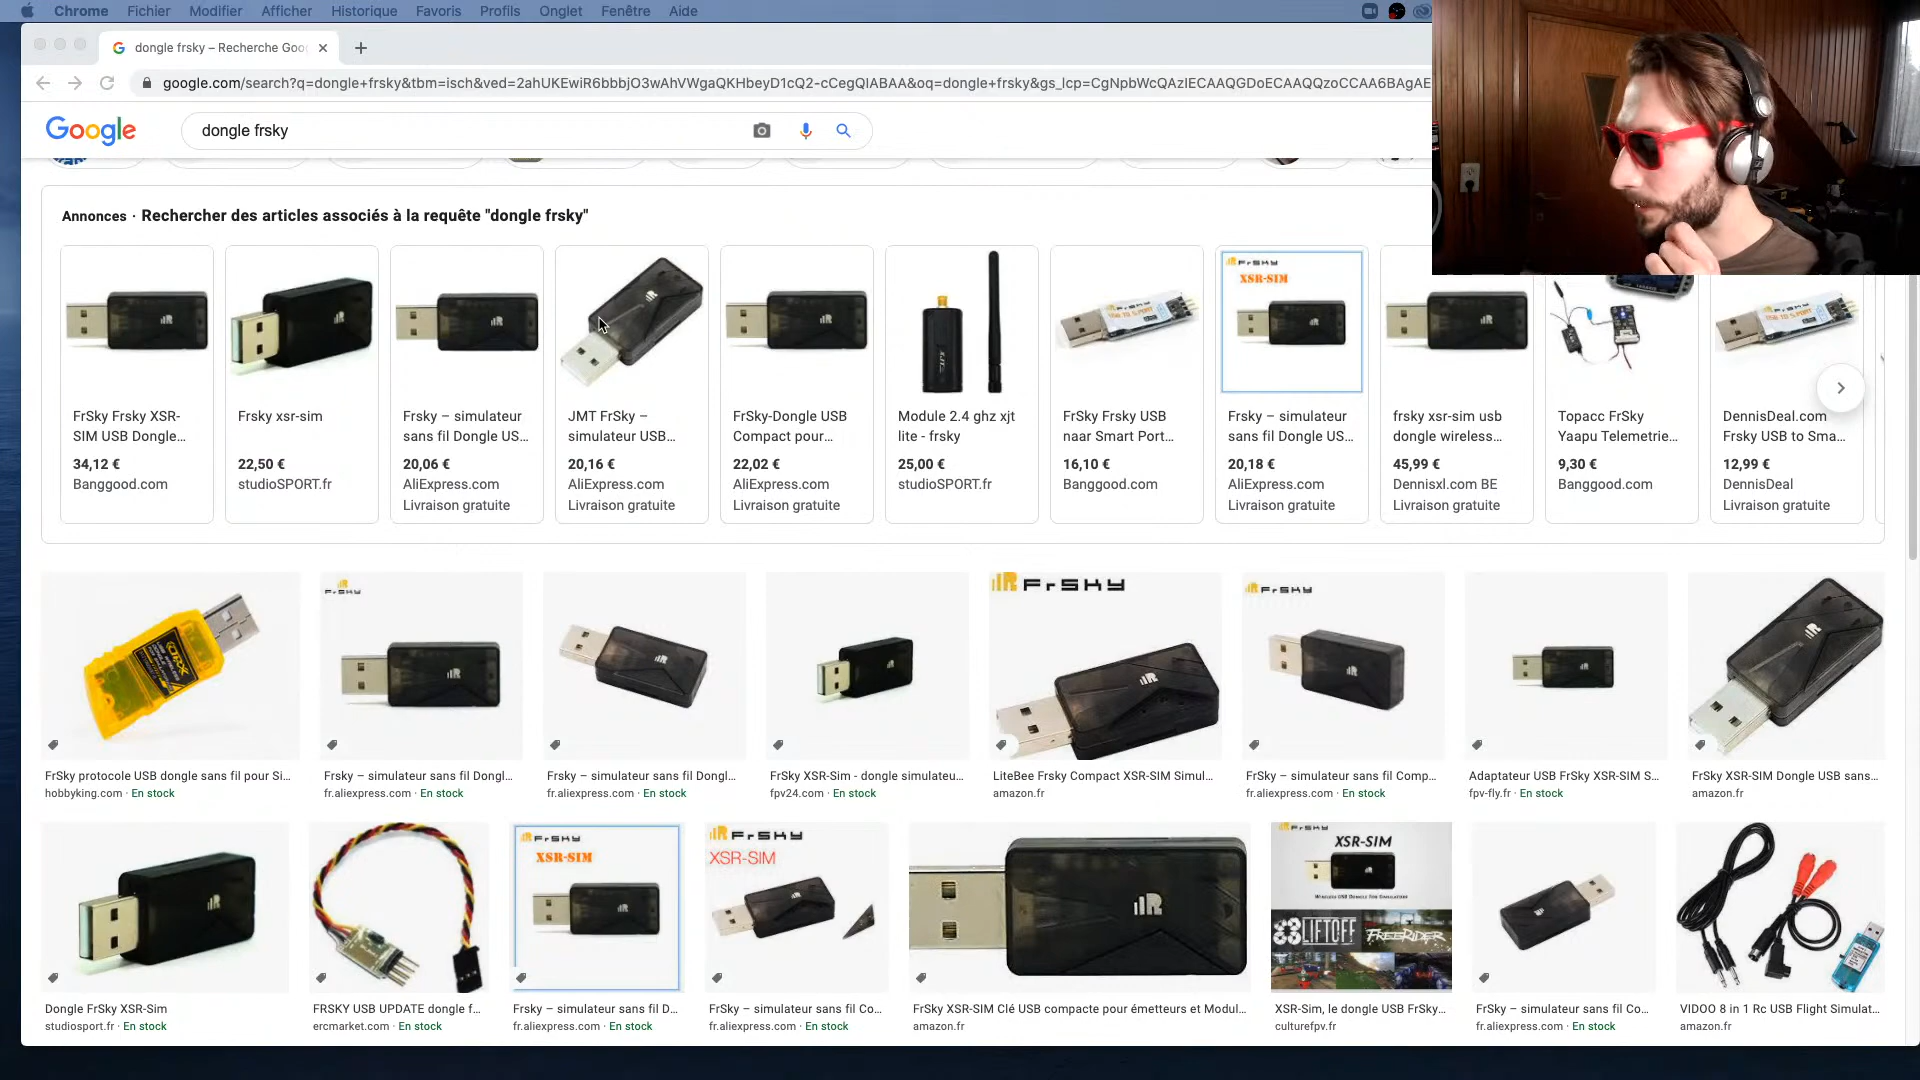 Chrome Fichier Modifier Afficher Historique Favoris Profils Onglet Fenêtre Aide
dongle frsky – Recherche Goo
google.com/search?q=dongle+frsky&tbm=isch&ved=2ahUKEwiR6bbbjO3wAhVWgaQKHbeyD1cQ2-cCegQIABAA&oq=dongle+frsky&gs_lcp=CgNpbWcQAzIECAAQGDoECAAQQzoCCAA6BAgAE
Google dongle frsky
Annonces · Rechercher des articles associés à la requête "dongle frsky"
FrSky
XSR-SIM
FrSky Frsky XSR-
SIM USB Dongle...
34,12 €
Banggood.com
Frsky xsr-sim
22,50 €
studioSPORT.fr
Frsky – simulateur
sans fil Dongle US...
20,06 €
AliExpress.com
Livraison gratuite
JMT FrSky –
simulateur USB...
20,16 €
AliExpress.com
Livraison gratuite
FrSky-Dongle USB
Compact pour...
22,02 €
AliExpress.com
Livraison gratuite
Module 2.4 ghz xjt
lite - frsky
25,00 €
studioSPORT.fr
FrSky Frsky USB
naar Smart Port...
16,10 €
Banggood.com
Frsky – simulateur
sans fil Dongle US...
20,18 €
AliExpress.com
Livraison gratuite
frsky xsr-sim usb
dongle wireless...
45,99 €
Dennisxl.com BE
Livraison gratuite
Topacc FrSky
Yaapu Telemetrie...
9,30 €
Banggood.com
DennisDeal.com
Frsky USB to Sma...
12,99 €
DennisDeal
Livraison gratuite
FrSky
FrSky
FrSky
FrSky protocole USB dongle sans fil pour Si...
hobbyking.com · En stock
Frsky – simulateur sans fil Dongl...
fr.aliexpress.com · En stock
Frsky – simulateur sans fil Dongl...
fr.aliexpress.com · En stock
FrSky XSR-Sim - dongle simulateu...
fpv24.com · En stock
LiteBee Frsky Compact XSR-SIM Simul...
amazon.fr
FrSky – simulateur sans fil Comp...
fr.aliexpress.com · En stock
Adaptateur USB FrSky XSR-SIM S...
fpv-fly.fr · En stock
FrSky XSR-SIM Dongle USB sans...
amazon.fr
FrSky
XSR-SIM
FrSky
XSR-SIM
FrSky
XSR-SIM
Wireless USB Dongle For Simulators
LIFTOFF FREERIDER
Dongle FrSky XSR-Sim
studiosport.fr · En stock
FRSKY USB UPDATE dongle f...
ercmarket.com · En stock
Frsky – simulateur sans fil D...
fr.aliexpress.com · En stock
FrSky – simulateur sans fil Co...
fr.aliexpress.com · En stock
FrSky XSR-SIM Clé USB compacte pour émetteurs et Modul...
amazon.fr
XSR-Sim, le dongle USB FrSky...
culturefpv.fr
FrSky – simulateur sans fil Co...
fr.aliexpress.com · En stock
VIDOO 8 in 1 Rc USB Flight Simulat...
amazon.fr